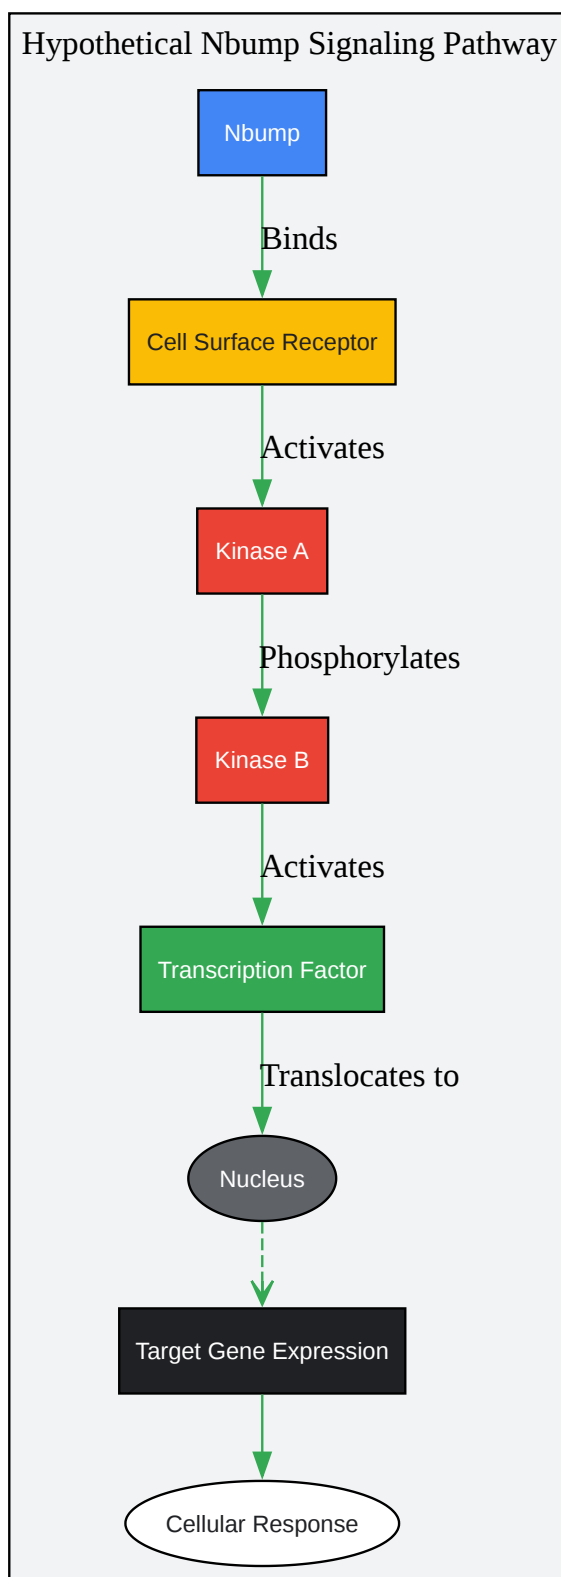 Hypothetical Nbump Signaling Pathway
Nbump
Binds
Cell Surface Receptor
Activates
Kinase A
Phosphorylates
Kinase B
Activates
Transcription Factor
Translocates to
Nucleus
Target Gene Expression
Cellular Response